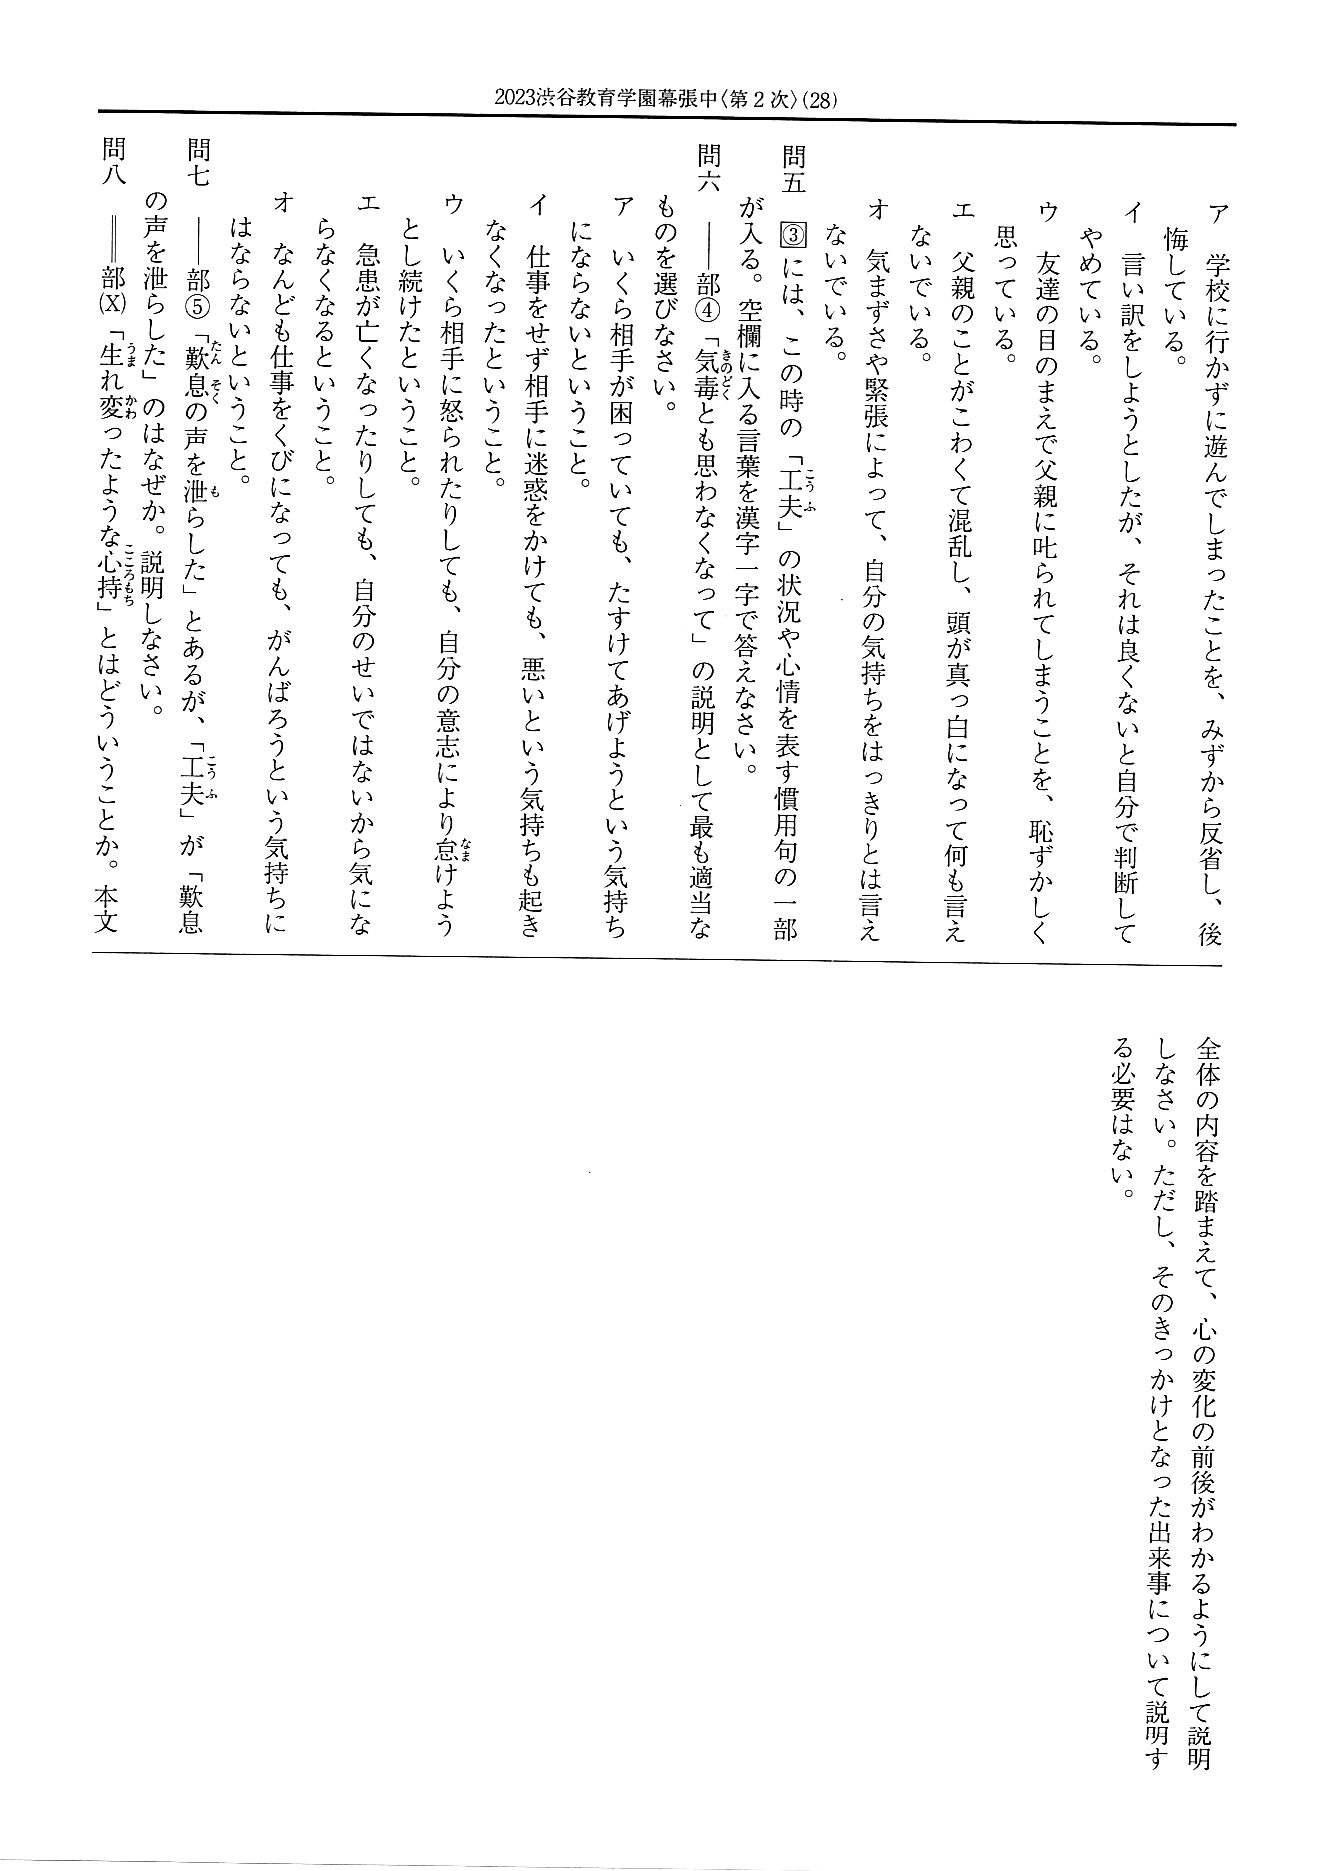 2023渋谷教育学園幕張中〈第２次〉(28)
ア　学校に行かずに遊んでしまったことを、みずから反省し、後
悔している。
イ　言い訳をしようとしたが、それは良くないと自分で判断して
やめている。
ウ　友達の目のまえで父親に叱られてしまうことを、恥ずかしく
思っている。
エ　父親のことがこわくて混乱し、頭が真っ白になって何も言え
ないでいる。
オ　気まずさや緊張によって、自分の気持ちをはっきりとは言え
ないでいる。
問五　③には、この時の「工夫」の状況や心情を表す慣用句の一部
が入る。空欄に入る言葉を漢字一字で答えなさい。
問六　――部④「気毒とも思わなくなって」の説明として最も適当な
ものを選びなさい。
ア　いくら相手が困っていても、たすけてあげようという気持ち
にならないということ。
イ　仕事をせず相手に迷惑をかけても、悪いという気持ちも起き
なくなったということ。
ウ　いくら相手に怒られたりしても、自分の意志により怠けよう
とし続けたということ。
エ　急患が亡くなったりしても、自分のせいではないから気にな
らなくなるということ。
オ　なんども仕事をくびになっても、がんばろうという気持ちに
はならないということ。
問七　――部⑤「歎息の声を泄らした」とあるが、「工夫」が「歎息
の声を泄らした」のはなぜか。説明しなさい。
問八　══部(X)「生れ変ったような心持」とはどういうことか。本文
全体の内容を踏まえて、心の変化の前後がわかるようにして説明
しなさい。ただし、そのきっかけとなった出来事について説明す
る必要はない。